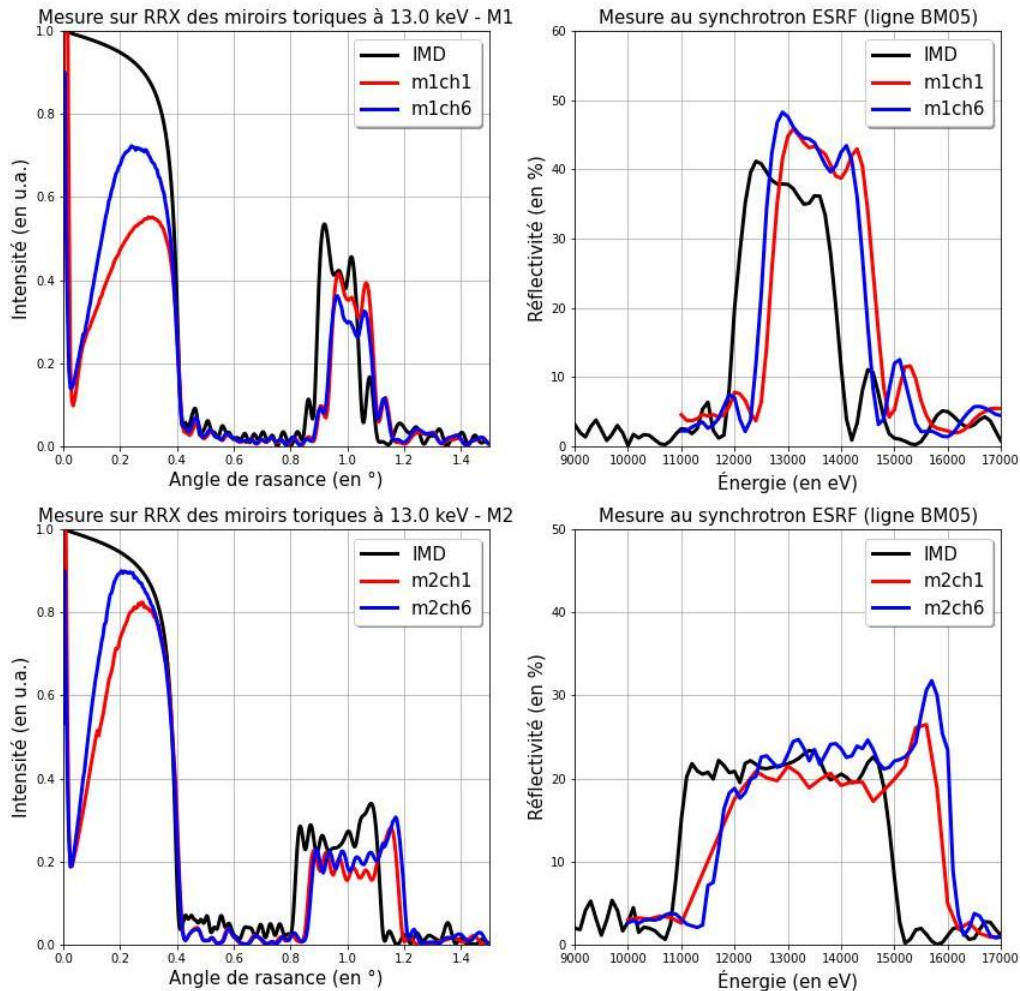 Mesure sur RRX des miroirs toriques à 13.0 keV - M1
IMD
m1ch1
m1ch6
Intensité (en u.a.)
1.0
0.8
0.6
0.4
0.2
0.0
0.0 0.2 0.4 0.6 0.8 1.0 1.2 1.4
Angle de rasance (en °)
Mesure au synchrotron ESRF (ligne BM05)
IMD
m1ch1
m1ch6
Réflectivité (en %)
60
50
40
30
20
10
0
9000 10000 11000 12000 13000 14000 15000 16000 17000
Énergie (en eV)
Mesure sur RRX des miroirs toriques à 13.0 keV - M2
IMD
m2ch1
m2ch6
Intensité (en u.a.)
1.0
0.8
0.6
0.4
0.2
0.0
0.0 0.2 0.4 0.6 0.8 1.0 1.2 1.4
Angle de rasance (en °)
Mesure au synchrotron ESRF (ligne BM05)
IMD
m2ch1
m2ch6
Réflectivité (en %)
50
40
30
20
10
0
9000 10000 11000 12000 13000 14000 15000 16000 17000
Énergie (en eV)